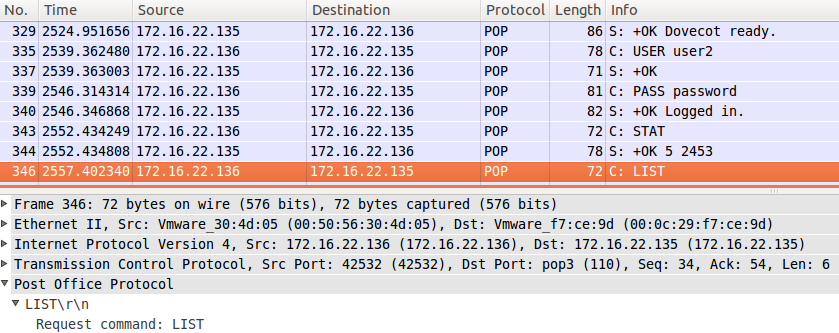 No. Time Source Destination Protocol Length Info
329 2524.951656 172.16.22.135 172.16.22.136 POP 86 S: +OK Dovecot ready.
335 2539.362480 172.16.22.136 172.16.22.135 POP 78 C: USER user2
337 2539.363003 172.16.22.135 172.16.22.136 POP 71 S: +OK
339 2546.314314 172.16.22.136 172.16.22.135 POP 81 C: PASS password
340 2546.346868 172.16.22.135 172.16.22.136 POP 82 S: +OK Logged in.
343 2552.434249 172.16.22.136 172.16.22.135 POP 72 C: STAT
344 2552.434808 172.16.22.135 172.16.22.136 POP 78 S: +OK 5 2453
346 2557.402340 172.16.22.136 172.16.22.135 POP 72 C: LIST
Frame 346: 72 bytes on wire (576 bits), 72 bytes captured (576 bits)
Ethernet II, Src: Vmware_30:4d:05 (00:50:56:30:4d:05), Dst: Vmware_f7:ce:9d (00:0c:29:f7:ce:9d)
Internet Protocol Version 4, Src: 172.16.22.136 (172.16.22.136), Dst: 172.16.22.135 (172.16.22.135)
Transmission Control Protocol, Src Port: 42532 (42532), Dst Port: pop3 (110), Seq: 34, Ack: 54, Len: 6
Post Office Protocol
LIST\r\n
Request command: LIST